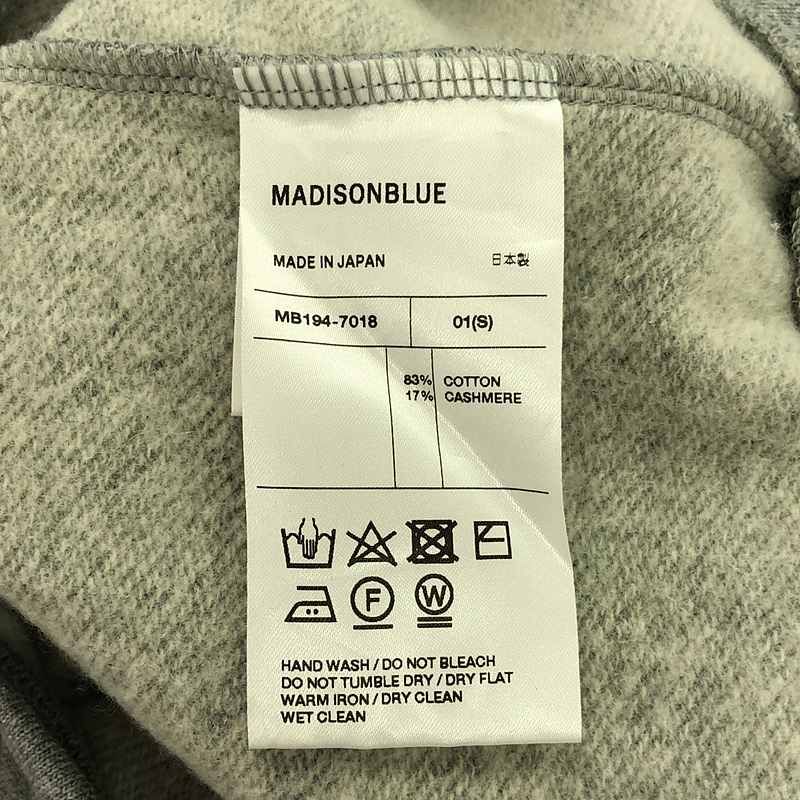 MADISONBLUE
MADE IN JAPAN 日本製
MB194-7018 01(S)
83% COTTON
17% CASHMERE
F W
HAND WASH / DO NOT BLEACH
DO NOT TUMBLE DRY / DRY FLAT
WARM IRON / DRY CLEAN
WET CLEAN